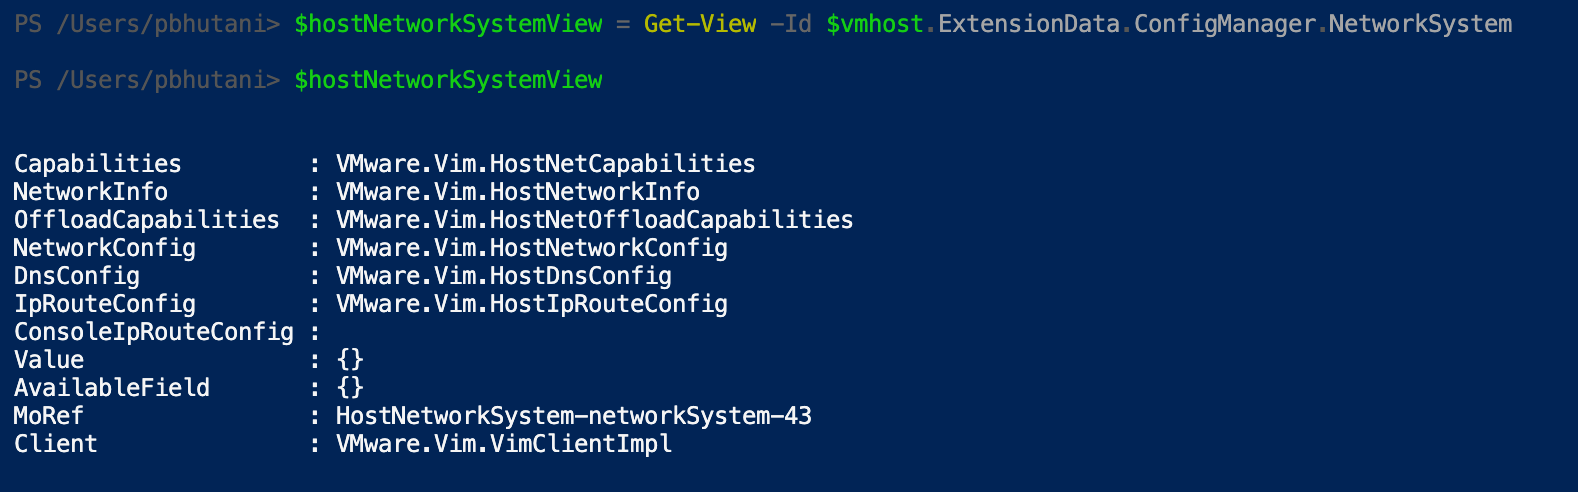 PS /Users/pbhutani> $hostNetworkSystemView = Get-View -Id $vmhost.ExtensionData.ConfigManager.NetworkSystem
PS /Users/pbhutani> $hostNetworkSystemView
Capabilities         : VMware.Vim.HostNetCapabilities
NetworkInfo          : VMware.Vim.HostNetworkInfo
OffloadCapabilities  : VMware.Vim.HostNetOffloadCapabilities
NetworkConfig        : VMware.Vim.HostNetworkConfig
DnsConfig            : VMware.Vim.HostDnsConfig
IpRouteConfig        : VMware.Vim.HostIpRouteConfig
ConsoleIpRouteConfig :
Value                : {}
AvailableField       : {}
MoRef                : HostNetworkSystem-networkSystem-43
Client               : VMware.Vim.VimClientImpl